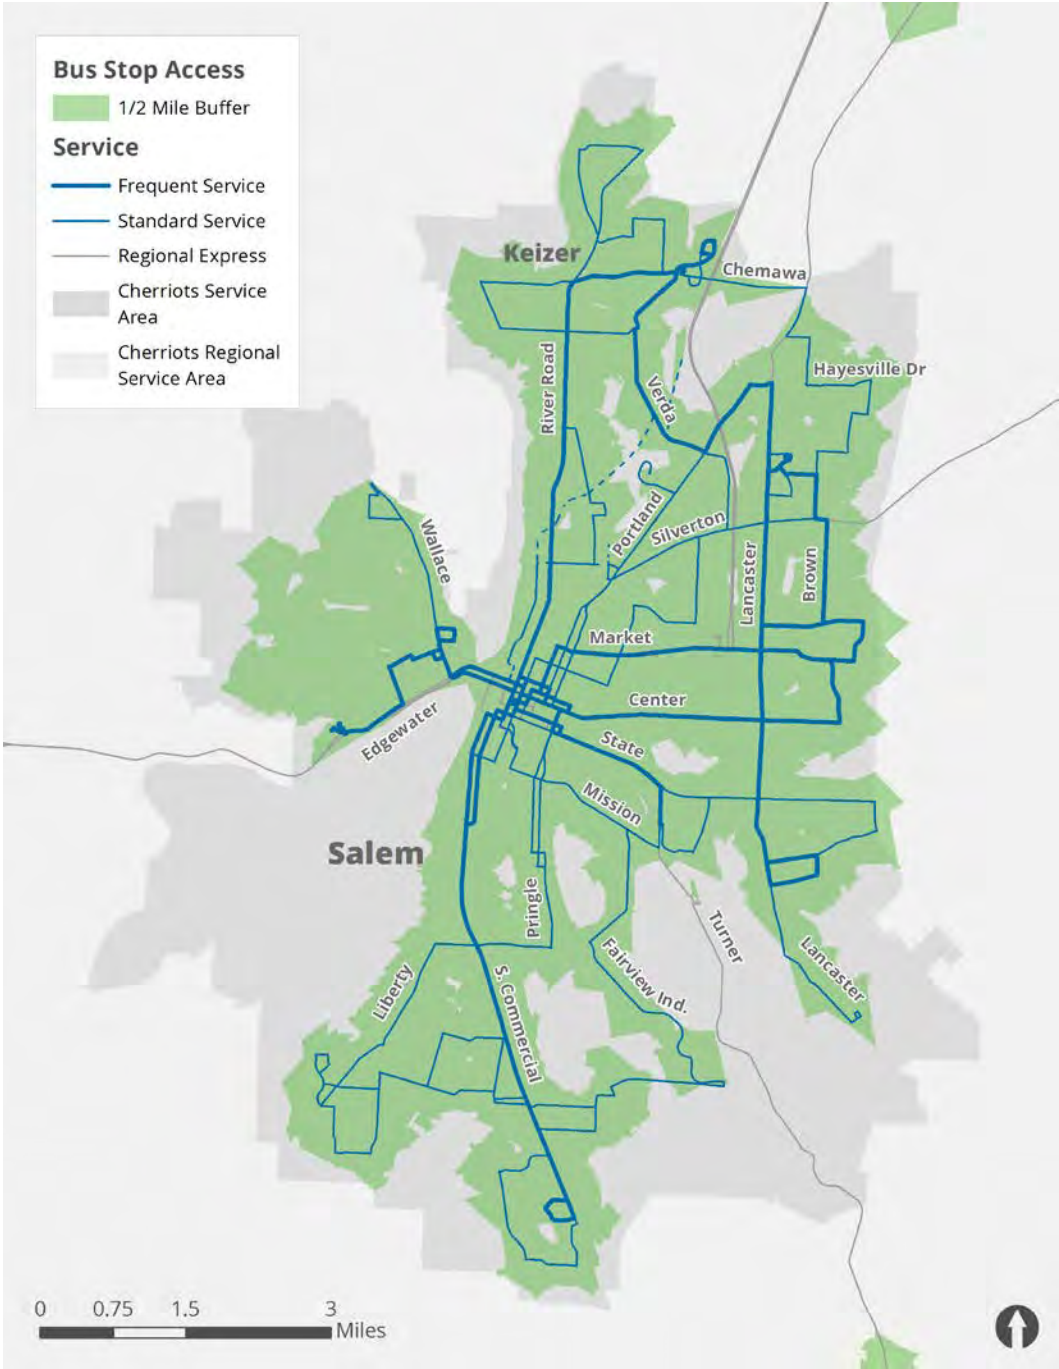 Bus Stop Access
1/2 Mile Buffer
Service
Frequent Service
Standard Service
Regional Express
Cherriots Service
Area
Cherriots Regional
Service Area
Keizer
Chemawa
Hayesville Dr
River Road
Verda
Portland
Silverton
Wallace
Lancaster
Brown
Market
Center
Edgewater
State
Mission
Salem
Pringle
Turner
Fairview Ind.
Lancaster
Liberty
S. Commercial
0 0.75 1.5 3
Miles